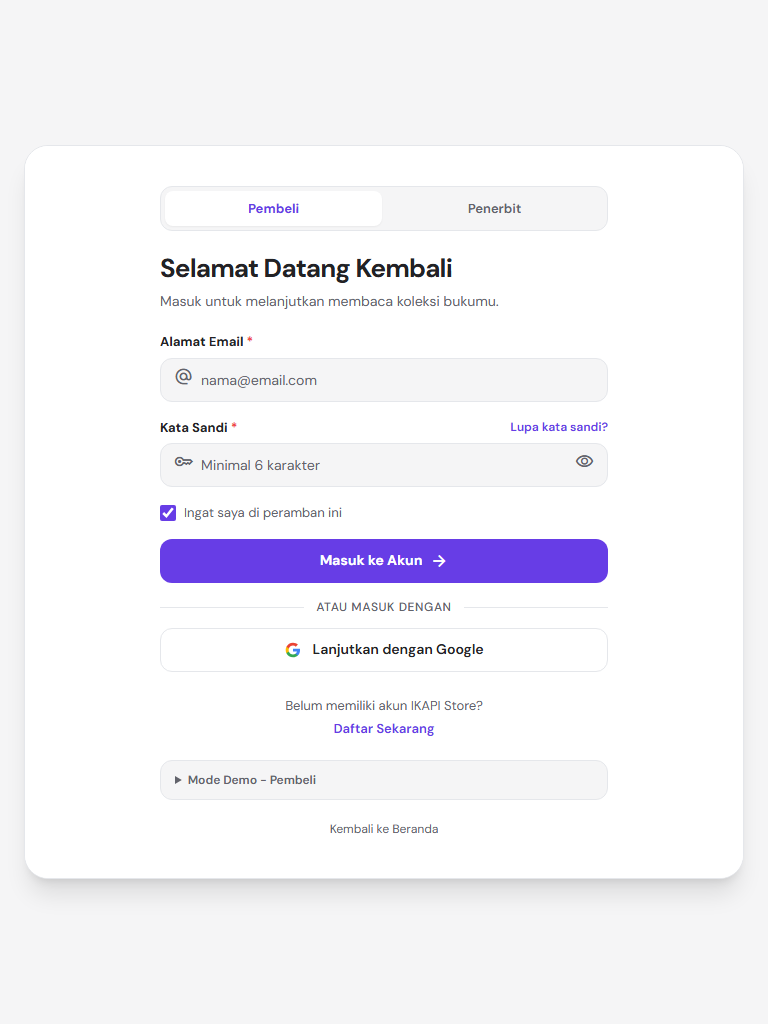 Pembeli
Penerbit
Selamat Datang Kembali
Masuk untuk melanjutkan membaca koleksi bukumu.
Alamat Email *
nama@email.com
Kata Sandi *
Lupa kata sandi?
Minimal 6 karakter
Ingat saya di peramban ini
Masuk ke Akun →
ATAU MASUK DENGAN
Lanjutkan dengan Google
Belum memiliki akun IKAPI Store?
Daftar Sekarang
Mode Demo - Pembeli
Kembali ke Beranda